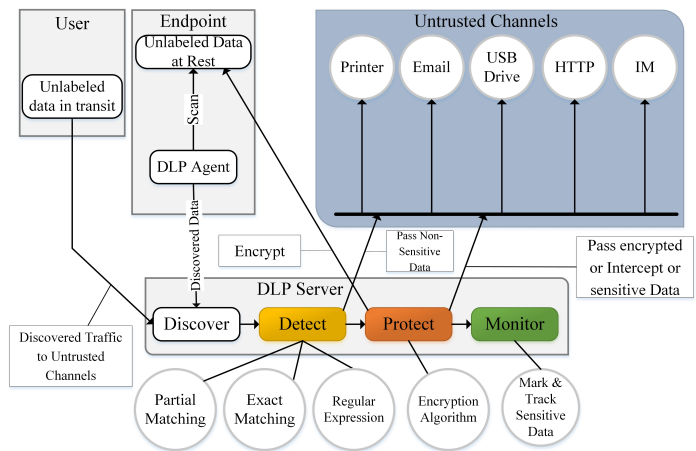 User
Endpoint
Untrusted Channels
Unlabeled
data in transit
Unlabeled Data
at Rest
Scan
DLP Agent
Discovered Data
Printer
Email
USB
Drive
HTTP
IM
Encrypt
Pass Non-
Sensitive
Data
Pass encrypted
or Intercept or
sensitive Data
DLP Server
Discover
Detect
Protect
Monitor
Discovered Traffic
to Untrusted
Channels
Partial
Matching
Exact
Matching
Regular
Expression
Encryption
Algorithm
Mark &
Track
Sensitive
Data